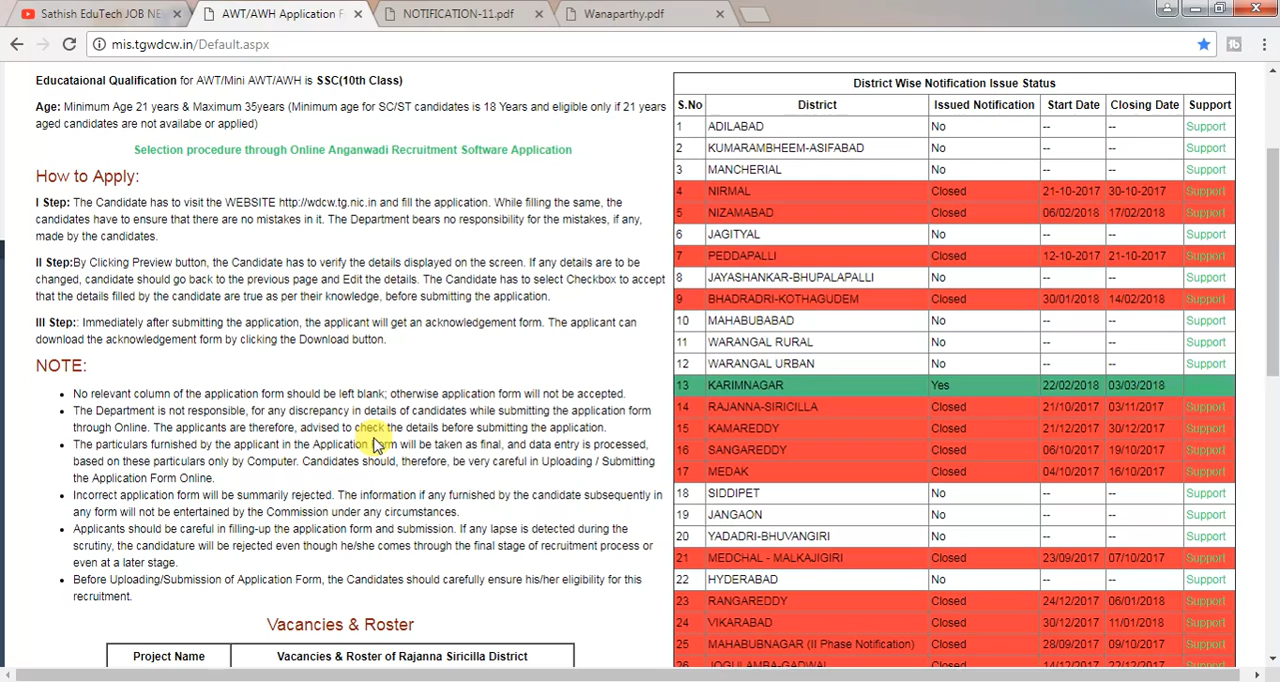 Sathish EduTech JOB NE
AWT/AWH Application F
NOTIFICATION-11.pdf
Wanaparthy.pdf
mis.tgwdcw.in/Default.aspx
Educataional Qualification for AWT/Mini AWT/AWH is SSC(10th Class)
Age: Minimum Age 21 years & Maximum 35years (Minimum age for SC/ST candidates is 18 Years and eligible only if 21 years
aged candidates are not availabe or applied)
Selection procedure through Online Anganwadi Recruitment Software Application
How to Apply:
I Step: The Candidate has to visit the WEBSITE http://wdcw.tg.nic.in and fill the application. While filling the same, the
candidates have to ensure that there are no mistakes in it. The Department bears no responsibility for the mistakes, if any,
made by the candidates.
II Step:By Clicking Preview button, the Candidate has to verify the details displayed on the screen. If any details are to be
changed, candidate should go back to the previous page and Edit the details. The Candidate has to select Checkbox to accept
that the details filled by the candidate are true as per their knowledge, before submitting the application.
III Step:: Immediately after submitting the application, the applicant will get an acknowledgement form. The applicant can
download the acknowledgement form by clicking the Download button.
NOTE:
No relevant column of the application form should be left blank; otherwise application form will not be accepted.
The Department is not responsible, for any discrepancy in details of candidates while submitting the application form
through Online. The applicants are therefore, advised to check the details before submitting the application.
The particulars furnished by the applicant in the Application Form will be taken as final, and data entry is processed,
based on these particulars only by Computer. Candidates should, therefore, be very careful in Uploading / Submitting
the Application Form Online.
Incorrect application form will be summarily rejected. The information if any furnished by the candidate subsequently in
any form will not be entertained by the Commission under any circumstances.
Applicants should be careful in filling-up the application form and submission. If any lapse is detected during the
scrutiny, the candidature will be rejected even though he/she comes through the final stage of recruitment process or
even at a later stage.
Before Uploading/Submission of Application Form, the Candidates should carefully ensure his/her eligibility for this
recruitment.
Vacancies & Roster
Project Name Vacancies & Roster of Rajanna Siricilla District
District Wise Notification Issue Status
S.No District Issued Notification Start Date Closing Date Support
1 ADILABAD No -- -- Support
2 KUMARAMBHEEM-ASIFABAD No -- -- Support
3 MANCHERIAL No -- -- Support
4 NIRMAL Closed 21-10-2017 30-10-2017 Support
5 NIZAMABAD Closed 06/02/2018 17/02/2018 Support
6 JAGITYAL No -- -- Support
7 PEDDAPALLI Closed 12-10-2017 21-10-2017 Support
8 JAYASHANKAR-BHUPALAPALLI No -- -- Support
9 BHADRADRI-KOTHAGUDEM Closed 30/01/2018 14/02/2018 Support
10 MAHABUBABAD No -- -- Support
11 WARANGAL RURAL No -- -- Support
12 WARANGAL URBAN No -- -- Support
13 KARIMNAGAR Yes 22/02/2018 03/03/2018
14 RAJANNA-SIRICILLA Closed 21/10/2017 03/11/2017 Support
15 KAMAREDDY Closed 21/12/2017 30/12/2017 Support
16 SANGAREDDY Closed 06/10/2017 19/10/2017 Support
17 MEDAK Closed 04/10/2017 16/10/2017 Support
18 SIDDIPET No -- -- Support
19 JANGAON No -- -- Support
20 YADADRI-BHUVANGIRI No -- -- Support
21 MEDCHAL - MALKAJIGIRI Closed 23/09/2017 07/10/2017 Support
22 HYDERABAD No -- -- Support
23 RANGAREDDY Closed 24/12/2017 06/01/2018 Support
24 VIKARABAD Closed 30/12/2017 11/01/2018 Support
25 MAHABUBNAGAR (II Phase Notification) Closed 28/09/2017 09/10/2017 Support
26 JOGULAMBA-GADWAL Closed 14/12/2017 22/12/2017 Support